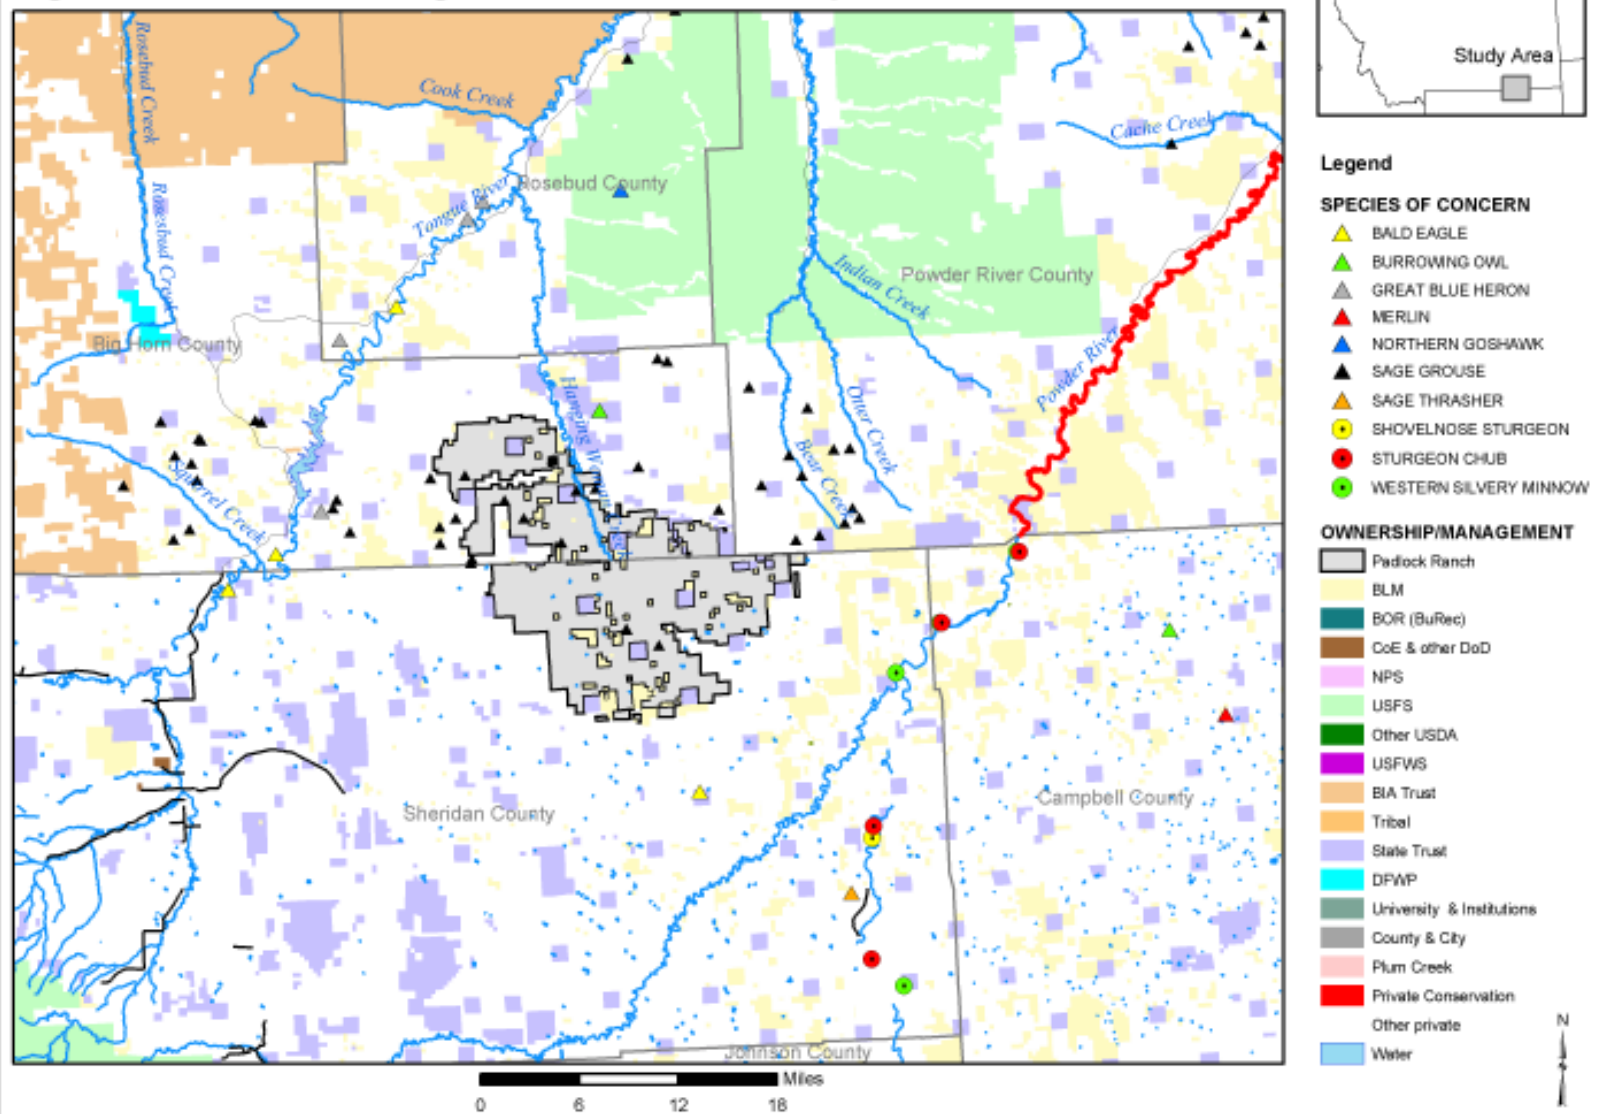 Study Area
Rosebud Creek
Cook Creek
Cache Creek
Rosebud County
Tongue River
Rosebud Creek
Indian Creek
Powder River County
Big Horn County
Powder River
Hanging Woman Creek
Otter Creek
Bear Creek
Squirrel Creek
Sheridan County
Campbell County
Johnson County
Miles
0 6 12 18
Legend
SPECIES OF CONCERN
BALD EAGLE
BURROWING OWL
GREAT BLUE HERON
MERLIN
NORTHERN GOSHAWK
SAGE GROUSE
SAGE THRASHER
SHOVELNOSE STURGEON
STURGEON CHUB
WESTERN SILVERY MINNOW
OWNERSHIP/MANAGEMENT
Padlock Ranch
BLM
BOR (BuRec)
CoE & other DoD
NPS
USFS
Other USDA
USFWS
BIA Trust
Tribal
State Trust
DFWP
University & Institutions
County & City
Plum Creek
Private Conservation
Other private
Water
N